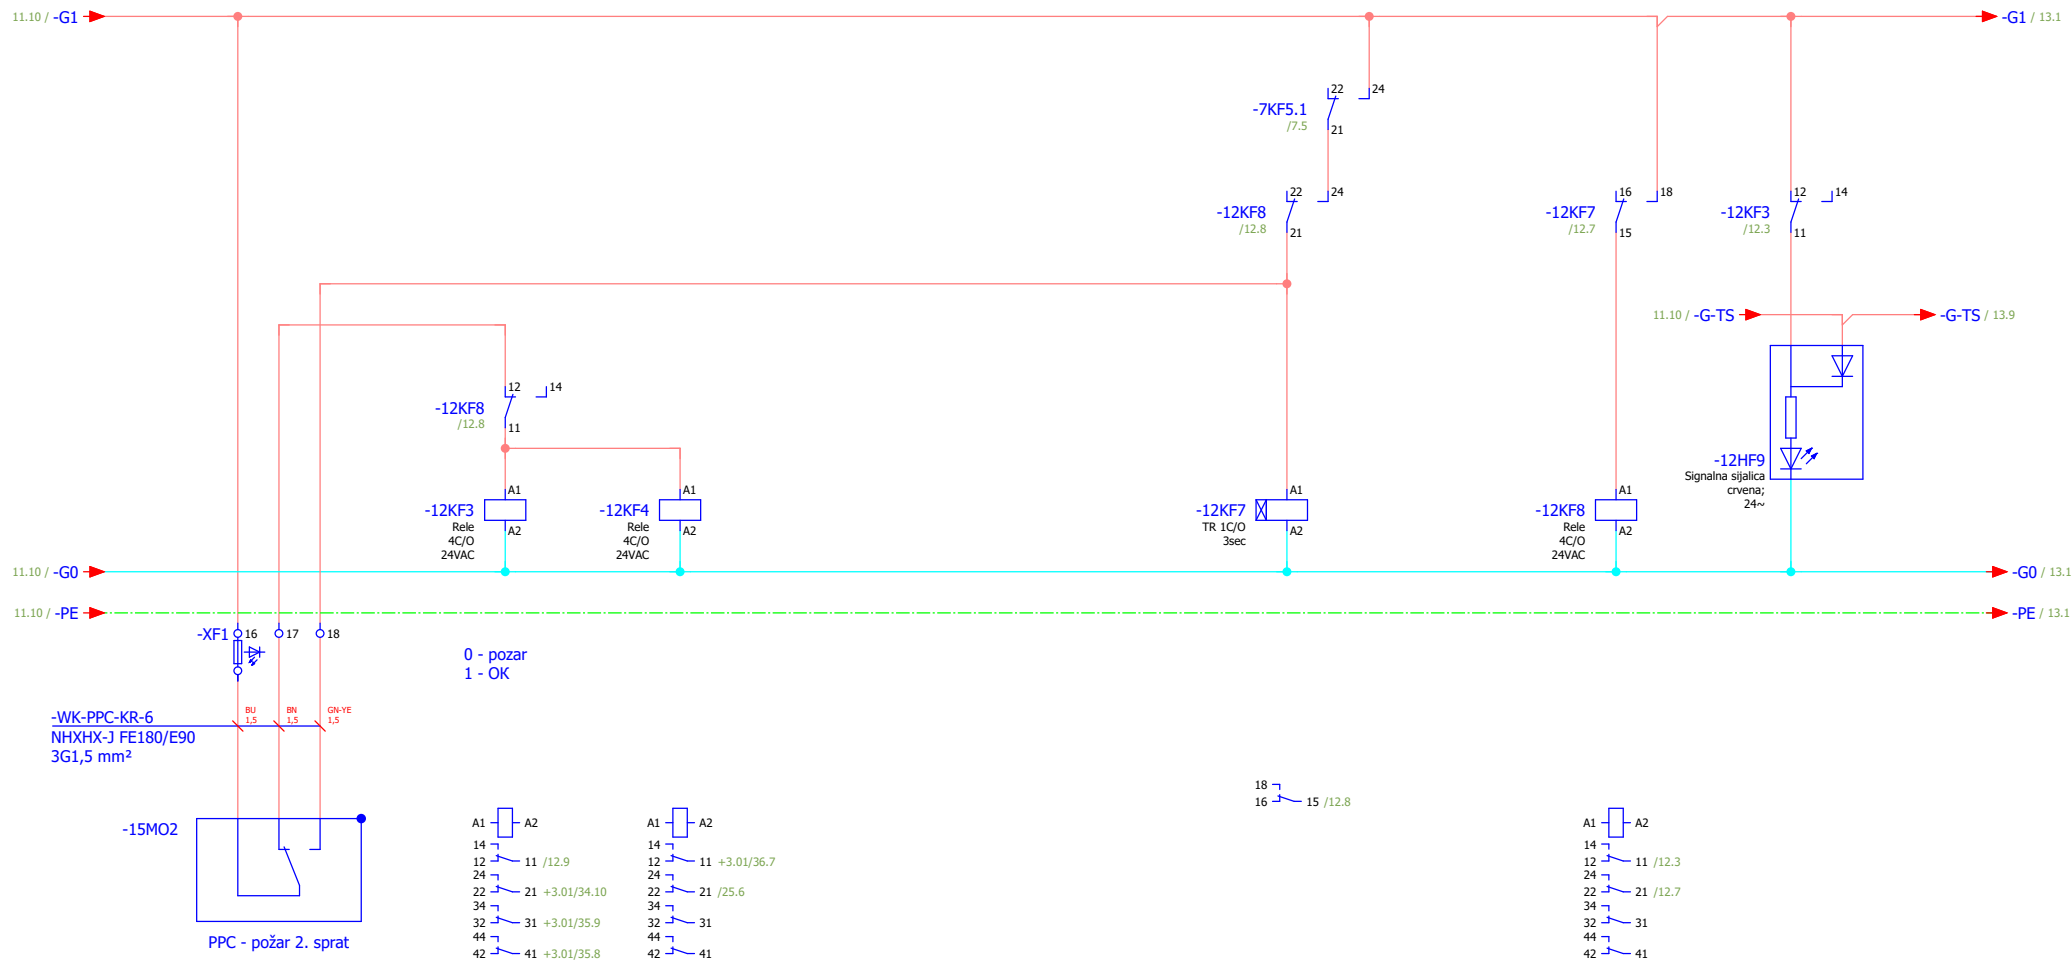 11.10 / -G1
-G1 / 13.1
22 24
-7KF5.1
/7.5
21
22 24
-12KF8
/12.8
21
16 18
-12KF7
/12.7
15
12 14
-12KF3
/12.3
11
11.10 / -G-TS
-G-TS / 13.9
12 14
-12KF8
/12.8
11
A1
-12KF3
Rele
4C/O
24VAC
A2
A1
-12KF4
Rele
4C/O
24VAC
A2
A1
-12KF7
TR 1C/O
3sec
A2
A1
-12KF8
Rele
4C/O
24VAC
A2
-12HF9
Signalna sijalica
crvena;
24~
11.10 / -G0
-G0 / 13.1
11.10 / -PE
-PE / 13.1
-XF1 16 17 18
0 - pozar
1 - OK
-WK-PPC-KR-6
NHXHX-J FE180/E90
3G1,5 mm²
BU
1,5
BN
1,5
GN-YE
1,5
-15MO2
PPC - požar 2. sprat
A1 A2
14
12 11 /12.9
24
22 21 +3.01/34.10
34
32 31 +3.01/35.9
44
42 41 +3.01/35.8
A1 A2
14
12 11 +3.01/36.7
24
22 21 /25.6
34
32 31
44
42 41
18
16 15 /12.8
A1 A2
14
12 11 /12.3
24
22 21 /12.7
34
32 31
44
42 41